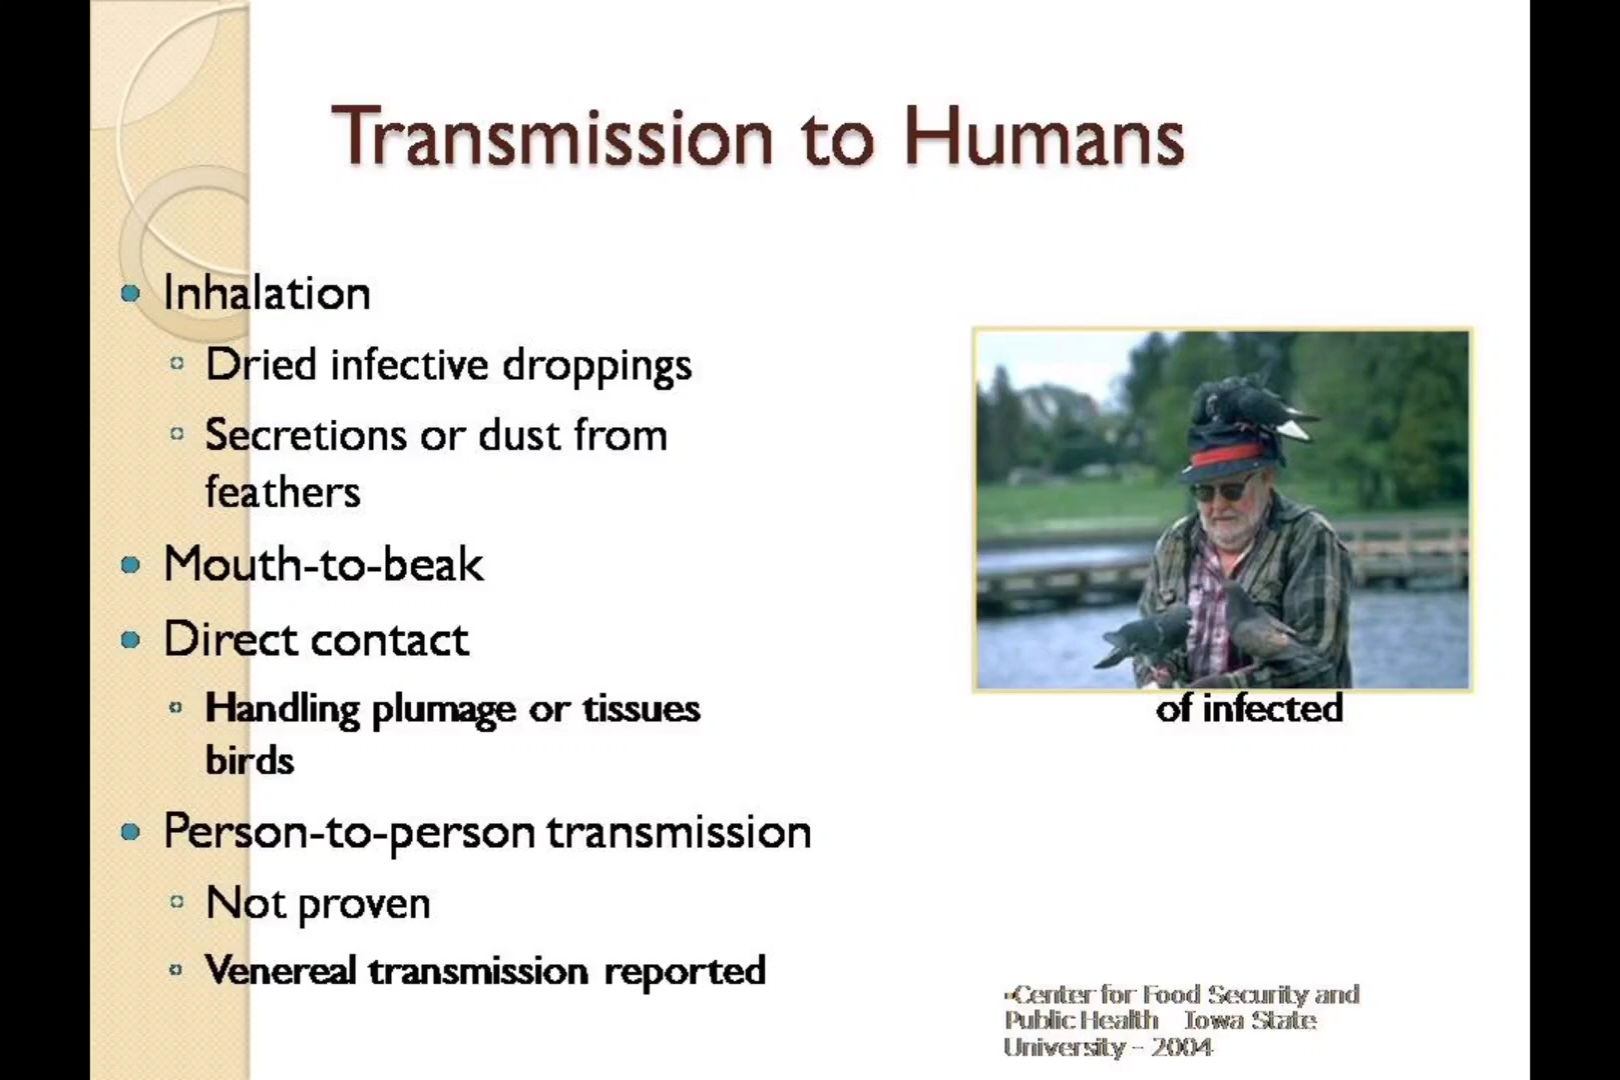 Transmission to Humans
Inhalation
Dried infective droppings
Secretions or dust from
feathers
Mouth-to-beak
Direct contact
Handling plumage or tissues of infected
birds
Person-to-person transmission
Not proven
Venereal transmission reported
-Center for Food Security and
Public Health Iowa State
University – 2004